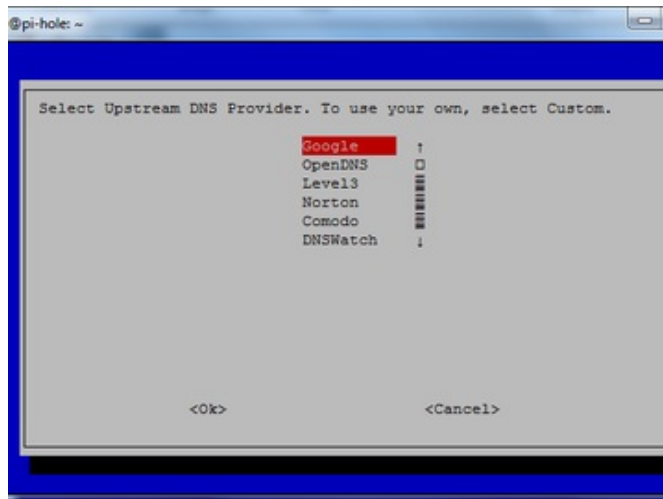 @pi-hole: ~
Select Upstream DNS Provider. To use your own, select Custom.
Google
OpenDNS
Level3
Norton
Comodo
DNSWatch
<Ok> <Cancel>